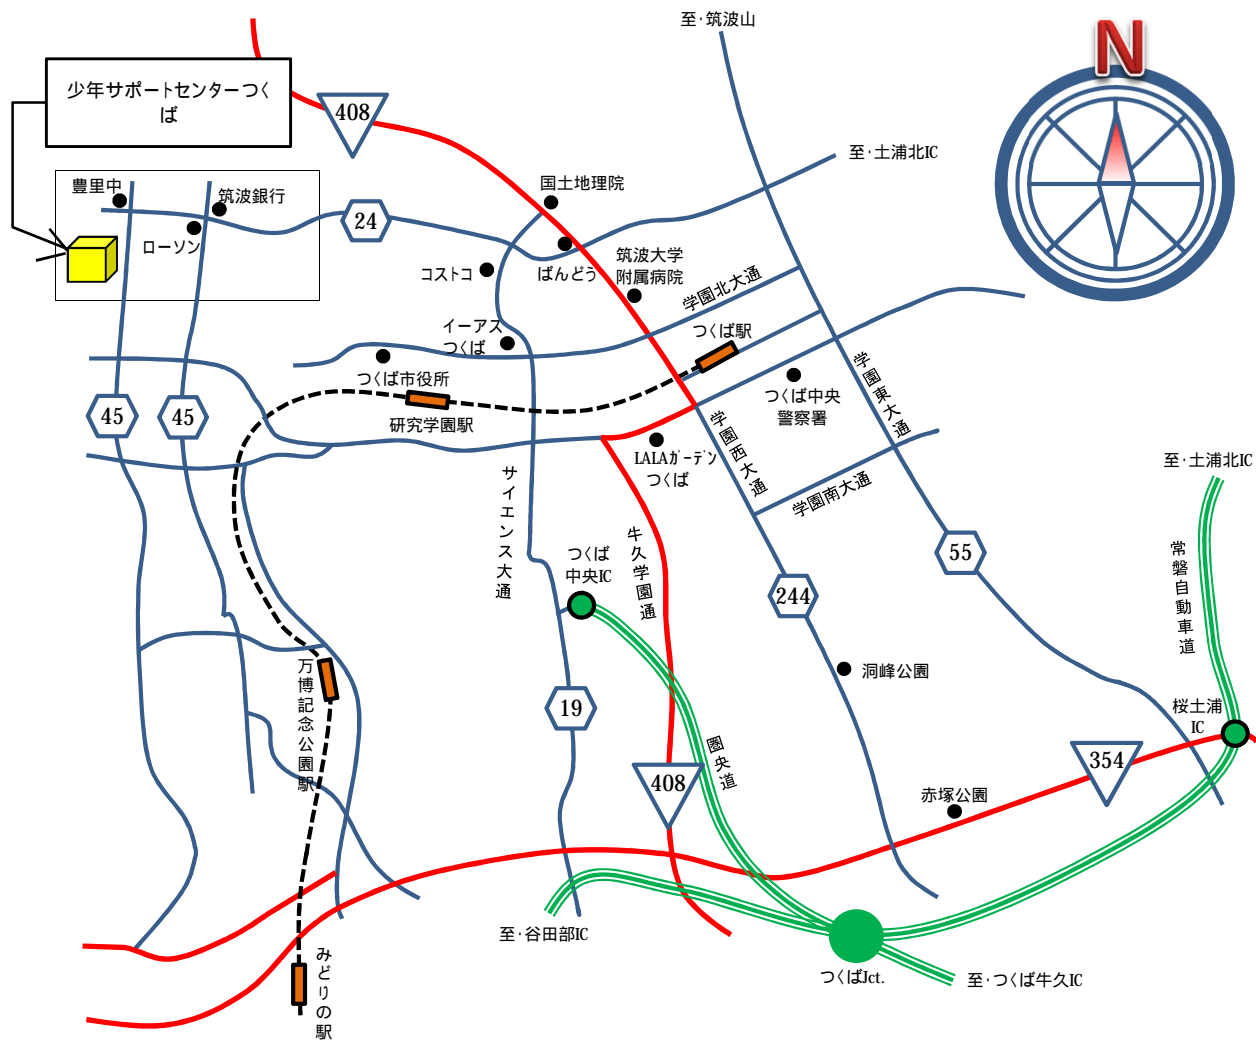 至･筑波山
N
少年サポートセンターつく
ば
408
至･土浦北IC
豊里中
筑波銀行
国土地理院
24
ローソン
コストコ
ばんどう
筑波大学
附属病院
学園北大通
イーアス
つくば
つくば駅
つくば市役所
つくば中央
警察署
学園東大通
45
45
研究学園駅
学園西大通
LALAｶﾞｰﾃﾞﾝ
つくば
学園南大通
至･土浦北IC
サイエンス大通
つくば
中央IC
牛久学園通
55
常磐自動車道
244
万博記念公園駅
洞峰公園
19
桜土浦
IC
圏央道
408
354
赤塚公園
至･谷田部IC
みどりの駅
つくばJct.
至･つくば牛久IC